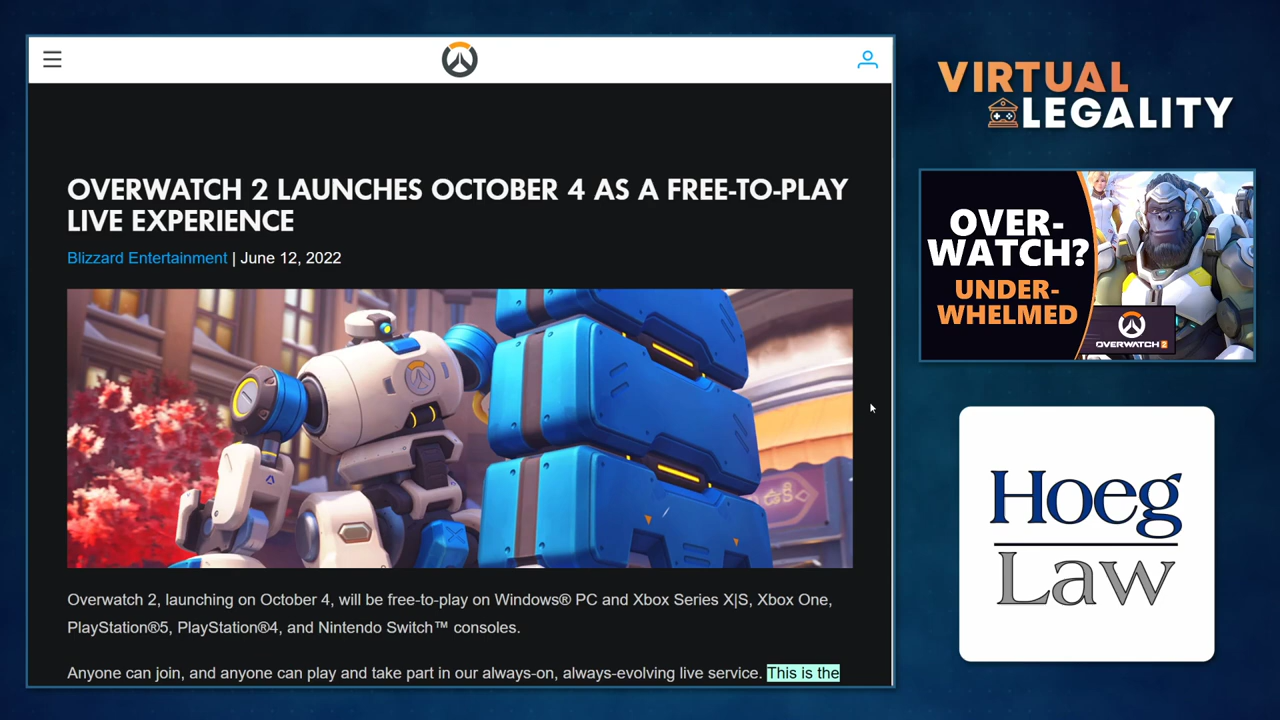 OVERWATCH 2 LAUNCHES OCTOBER 4 AS A FREE-TO-PLAY
LIVE EXPERIENCE
Blizzard Entertainment | June 12, 2022
Overwatch 2, launching on October 4, will be free-to-play on Windows® PC and Xbox Series X|S, Xbox One,
PlayStation®5, PlayStation®4, and Nintendo Switch™ consoles.
Anyone can join, and anyone can play and take part in our always-on, always-evolving live service. This is the
VIRTUAL
LEGALITY
OVER-
WATCH?
UNDER-
WHELMED
OVERWATCH 2
Hoeg
Law